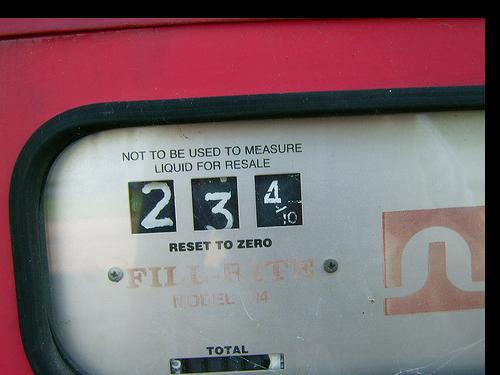 NOT TO BE USED TO MEASURE
LIQUID FOR RESALE
2 3 4/10
RESET TO ZERO
FILL-RITE
MODEL
TOTAL